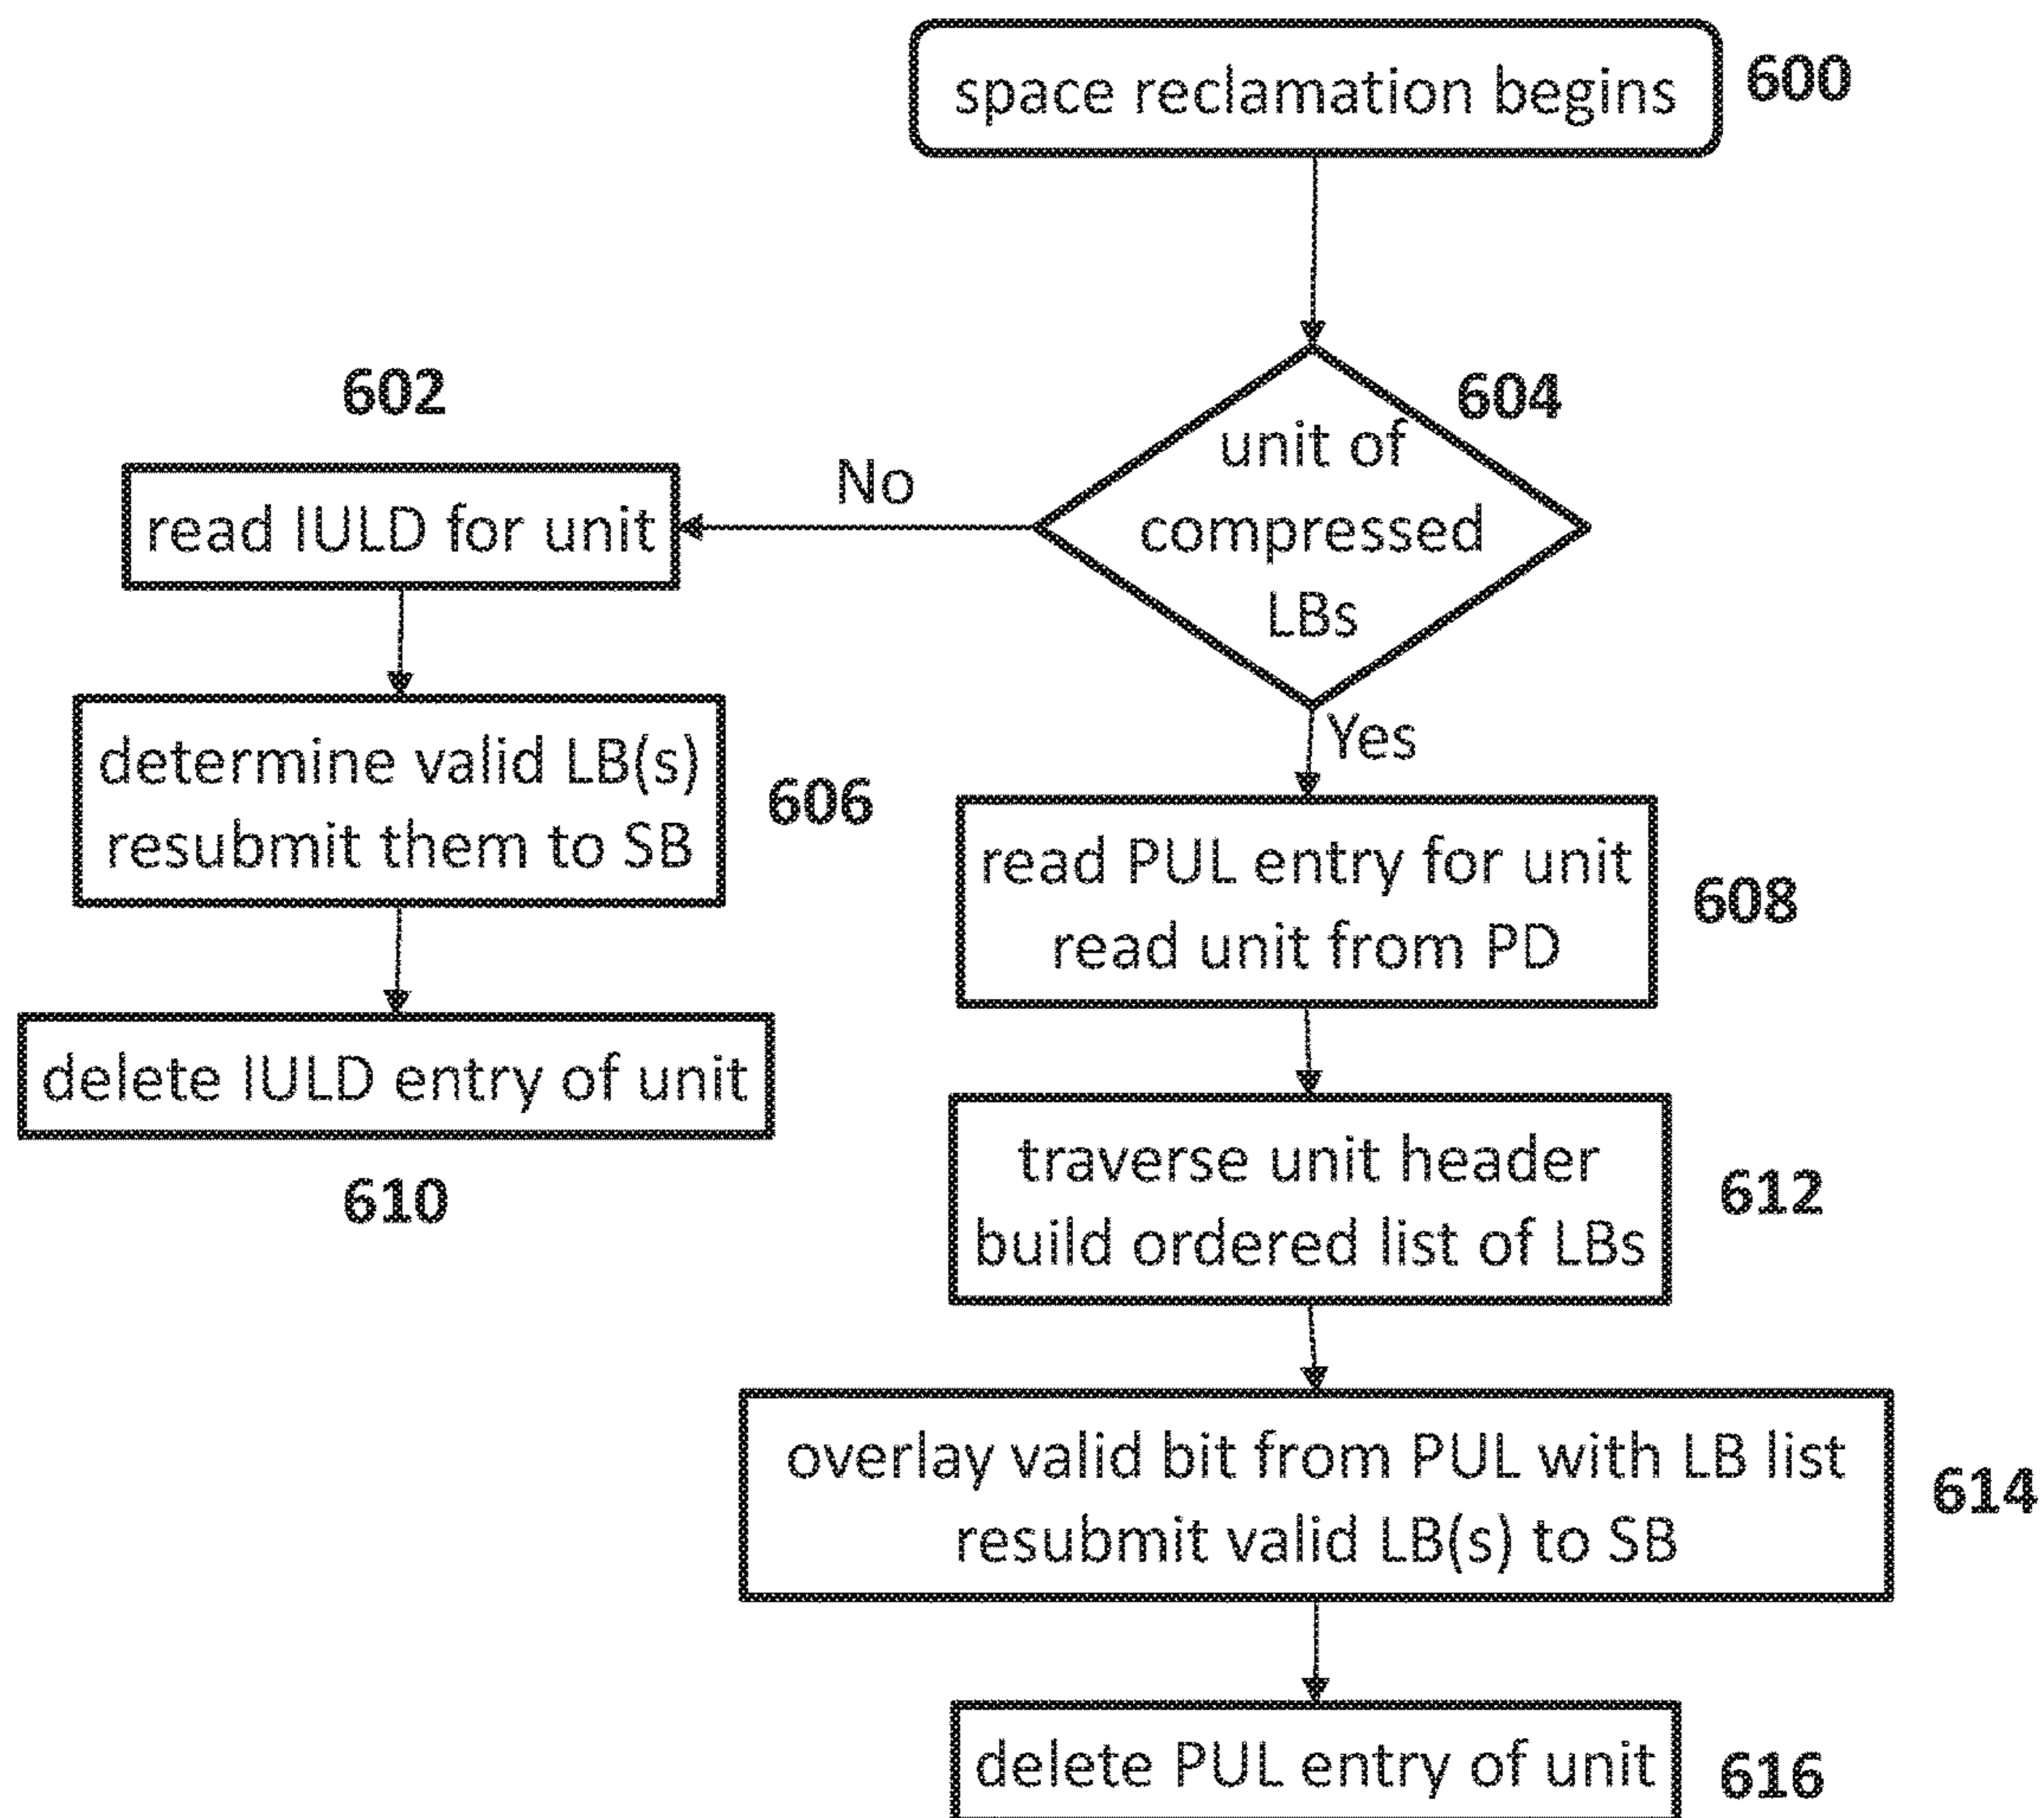 space reclamation begins
600
604
unit of
compressed
LBs
No
Yes
602
read IULD for unit
determine valid LB(s)
resubmit them to SB
606
delete IULD entry of unit
610
read PUL entry for unit
read unit from PD
608
traverse unit header
build ordered list of LBs
612
overlay valid bit from PUL with LB list
resubmit valid LB(s) to SB
614
delete PUL entry of unit
616